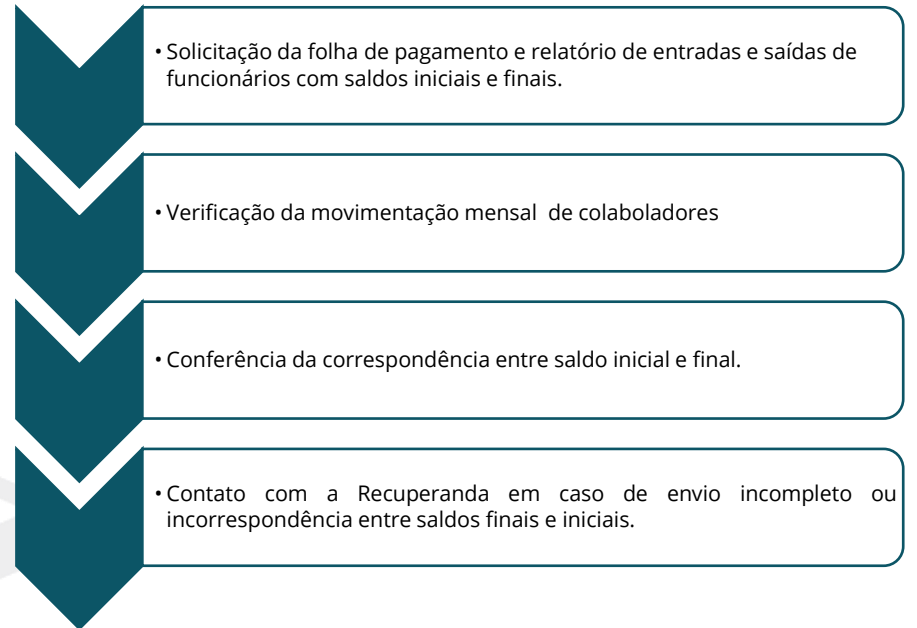 • Solicitação da folha de pagamento e relatório de entradas e saídas de
funcionários com saldos iniciais e finais.
• Verificação da movimentação mensal  de colaboladores
• Conferência da correspondência entre saldo inicial e final.
• Contato com a Recuperanda em caso de envio incompleto ou
incorrespondência entre saldos finais e iniciais.